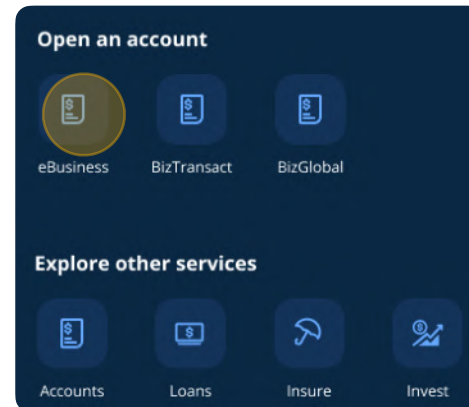 Open an account
eBusiness BizTransact BizGlobal
Explore other services
Accounts Loans Insure Invest